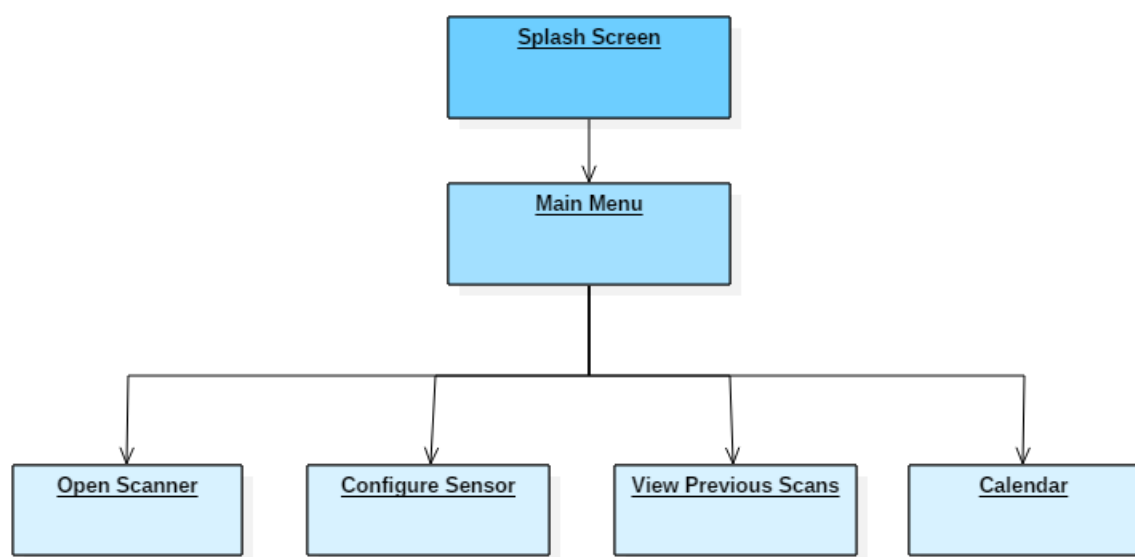 Splash Screen
Main Menu
Open Scanner
Configure Sensor
View Previous Scans
Calendar